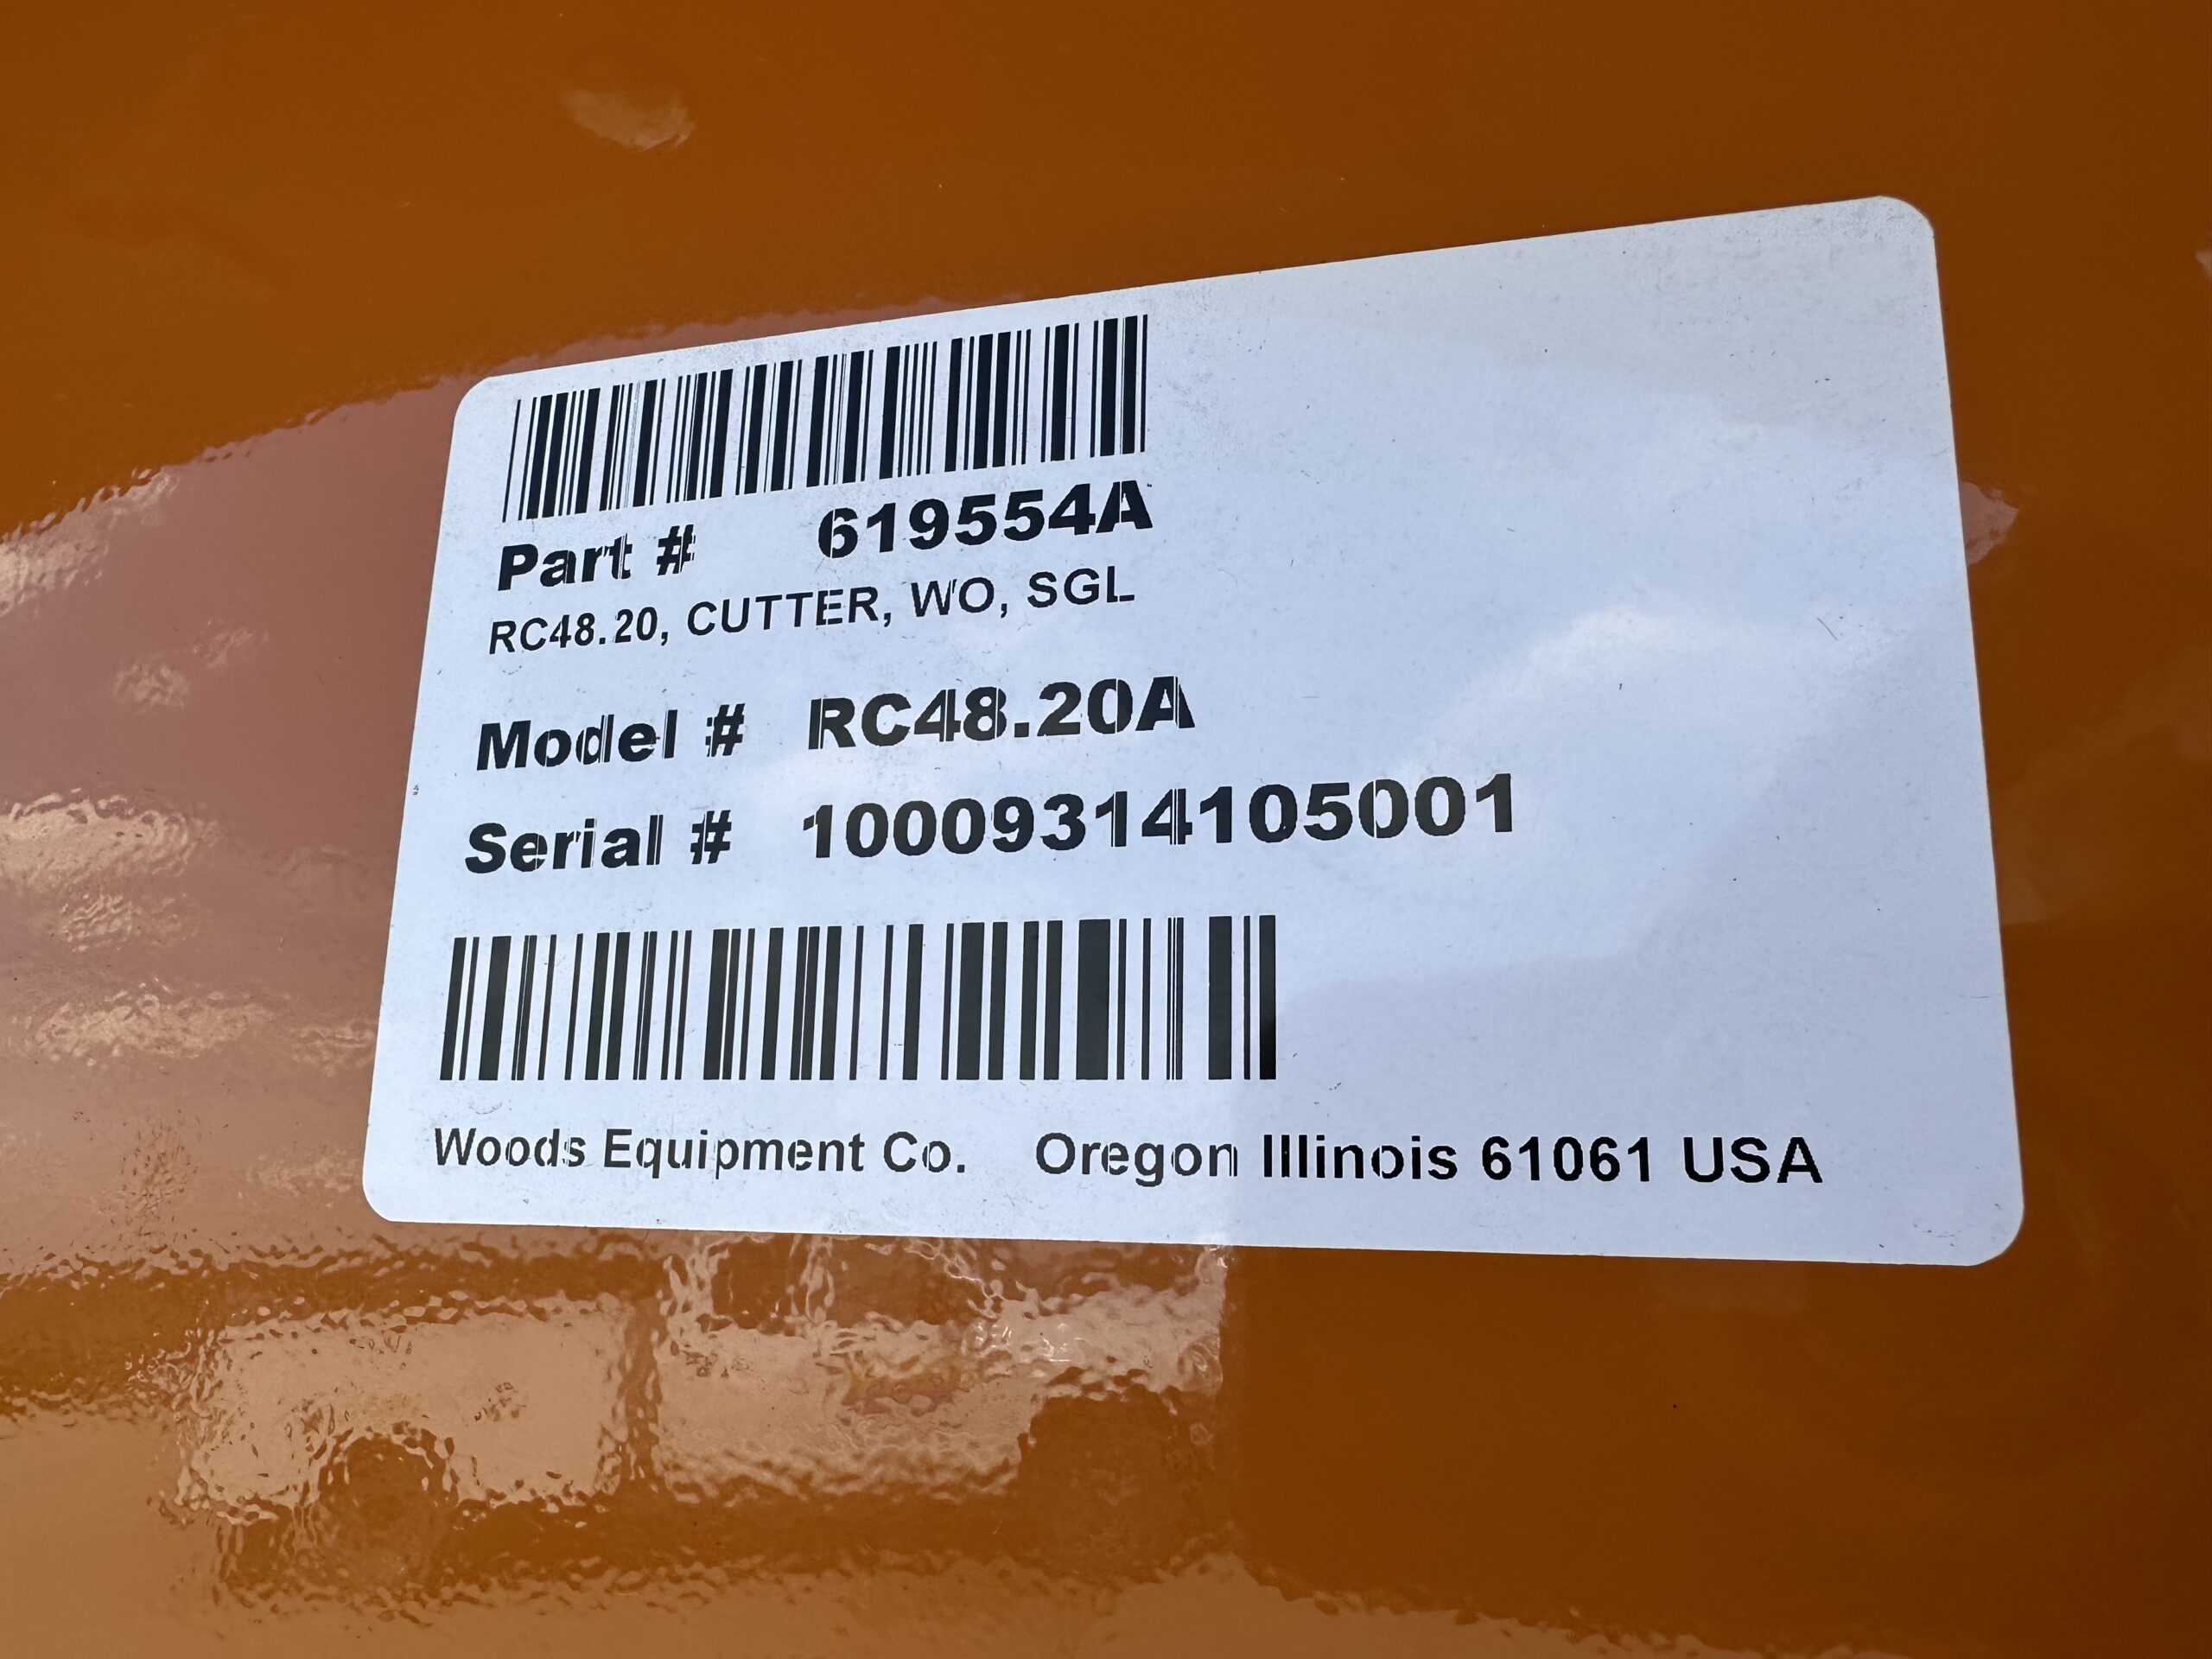 Part # 619554A
RC48.20, CUTTER, WO, SGL
Model # RC48.20A
Serial # 10009314105001
Woods Equipment Co. Oregon Illinois 61061 USA